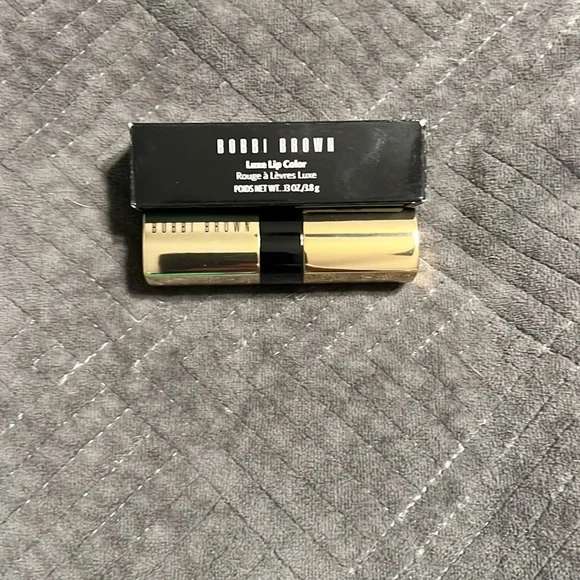 BOBBI BROWN
Luxe Lip Color
Rouge à Lèvres Luxe
POIDS NET WT. .13 OZ./3.8 g
BOBBI BROWN